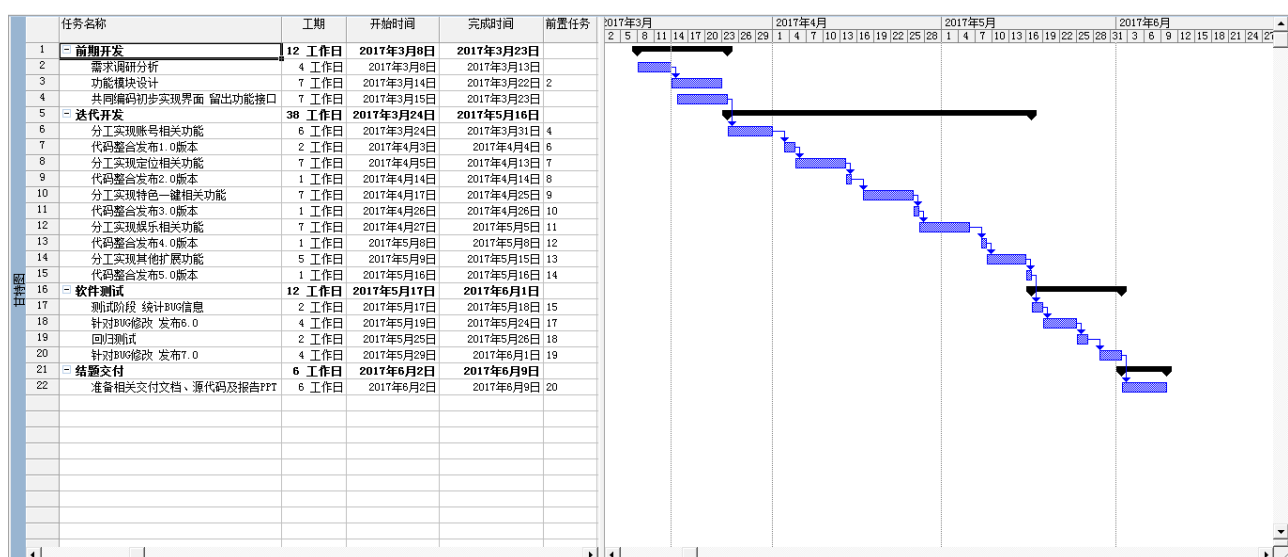 任务名称 工期 开始时间 完成时间 前置任务 2017年3月 2017年4月 2017年5月 2017年6月
2 5 8 11 14 17 20 23 26 29 1 4 7 10 13 16 19 22 25 28 1 4 7 10 13 16 19 22 25 28 31 3 6 9 12 15 18 21 24 27
1 前期开发 12 工作日 2017年3月8日 2017年3月23日
2 需求调研分析 4 工作日 2017年3月8日 2017年3月13日
3 功能模块设计 7 工作日 2017年3月14日 2017年3月22日 2
4 共同编码初步实现界面 留出功能接口 7 工作日 2017年3月15日 2017年3月23日
5 迭代开发 38 工作日 2017年3月24日 2017年5月16日
6 分工实现账号相关功能 6 工作日 2017年3月24日 2017年3月31日 4
7 代码整合发布1.0版本 2 工作日 2017年4月3日 2017年4月4日 6
8 分工实现定位相关功能 7 工作日 2017年4月5日 2017年4月13日 7
9 代码整合发布2.0版本 1 工作日 2017年4月14日 2017年4月14日 8
10 分工实现特色一键相关功能 7 工作日 2017年4月17日 2017年4月25日 9
11 代码整合发布3.0版本 1 工作日 2017年4月26日 2017年4月26日 10
12 分工实现娱乐相关功能 7 工作日 2017年4月27日 2017年5月5日 11
13 代码整合发布4.0版本 1 工作日 2017年5月8日 2017年5月8日 12
14 分工实现其他扩展功能 5 工作日 2017年5月9日 2017年5月15日 13
15 代码整合发布5.0版本 1 工作日 2017年5月16日 2017年5月16日 14
甘特图
16 软件测试 12 工作日 2017年5月17日 2017年6月1日
17 测试阶段 统计BUG信息 2 工作日 2017年5月17日 2017年5月18日 15
18 针对BUG修改 发布6.0 4 工作日 2017年5月19日 2017年5月24日 17
19 回归测试 2 工作日 2017年5月25日 2017年5月26日 18
20 针对BUG修改 发布7.0 4 工作日 2017年5月29日 2017年6月1日 19
21 结题交付 6 工作日 2017年6月2日 2017年6月9日
22 准备相关交付文档、源代码及报告PPT 6 工作日 2017年6月2日 2017年6月9日 20